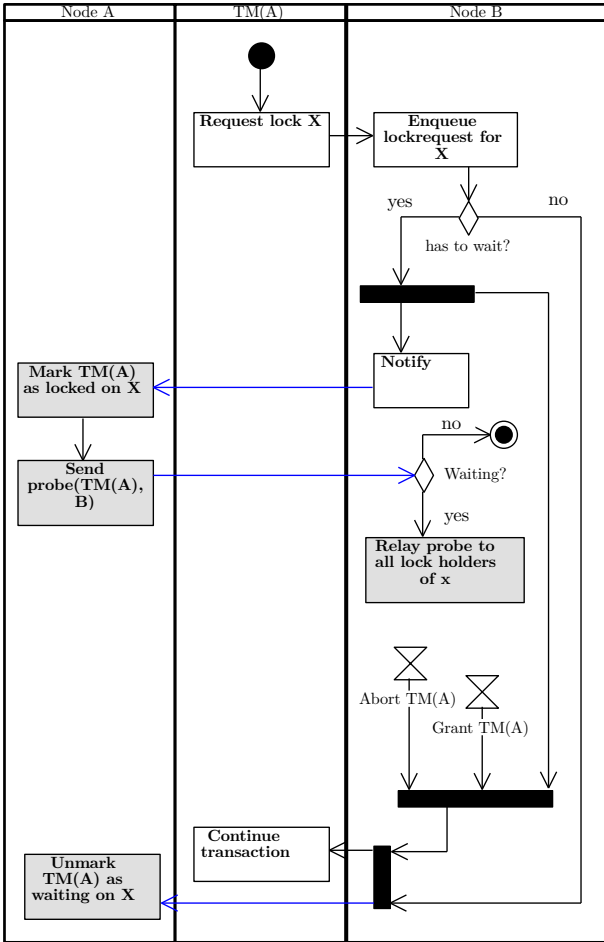 Node A
TM(A)
Node B
Request lock X
Enqueue
lockrequest for
X
yes
no
has to wait?
Mark TM(A)
as locked on X
Notify
no
Send
probe(TM(A),
B)
Waiting?
yes
Relay probe to
all lock holders
of x
Abort TM(A)
Grant TM(A)
Continue
transaction
Unmark
TM(A) as
waiting on X